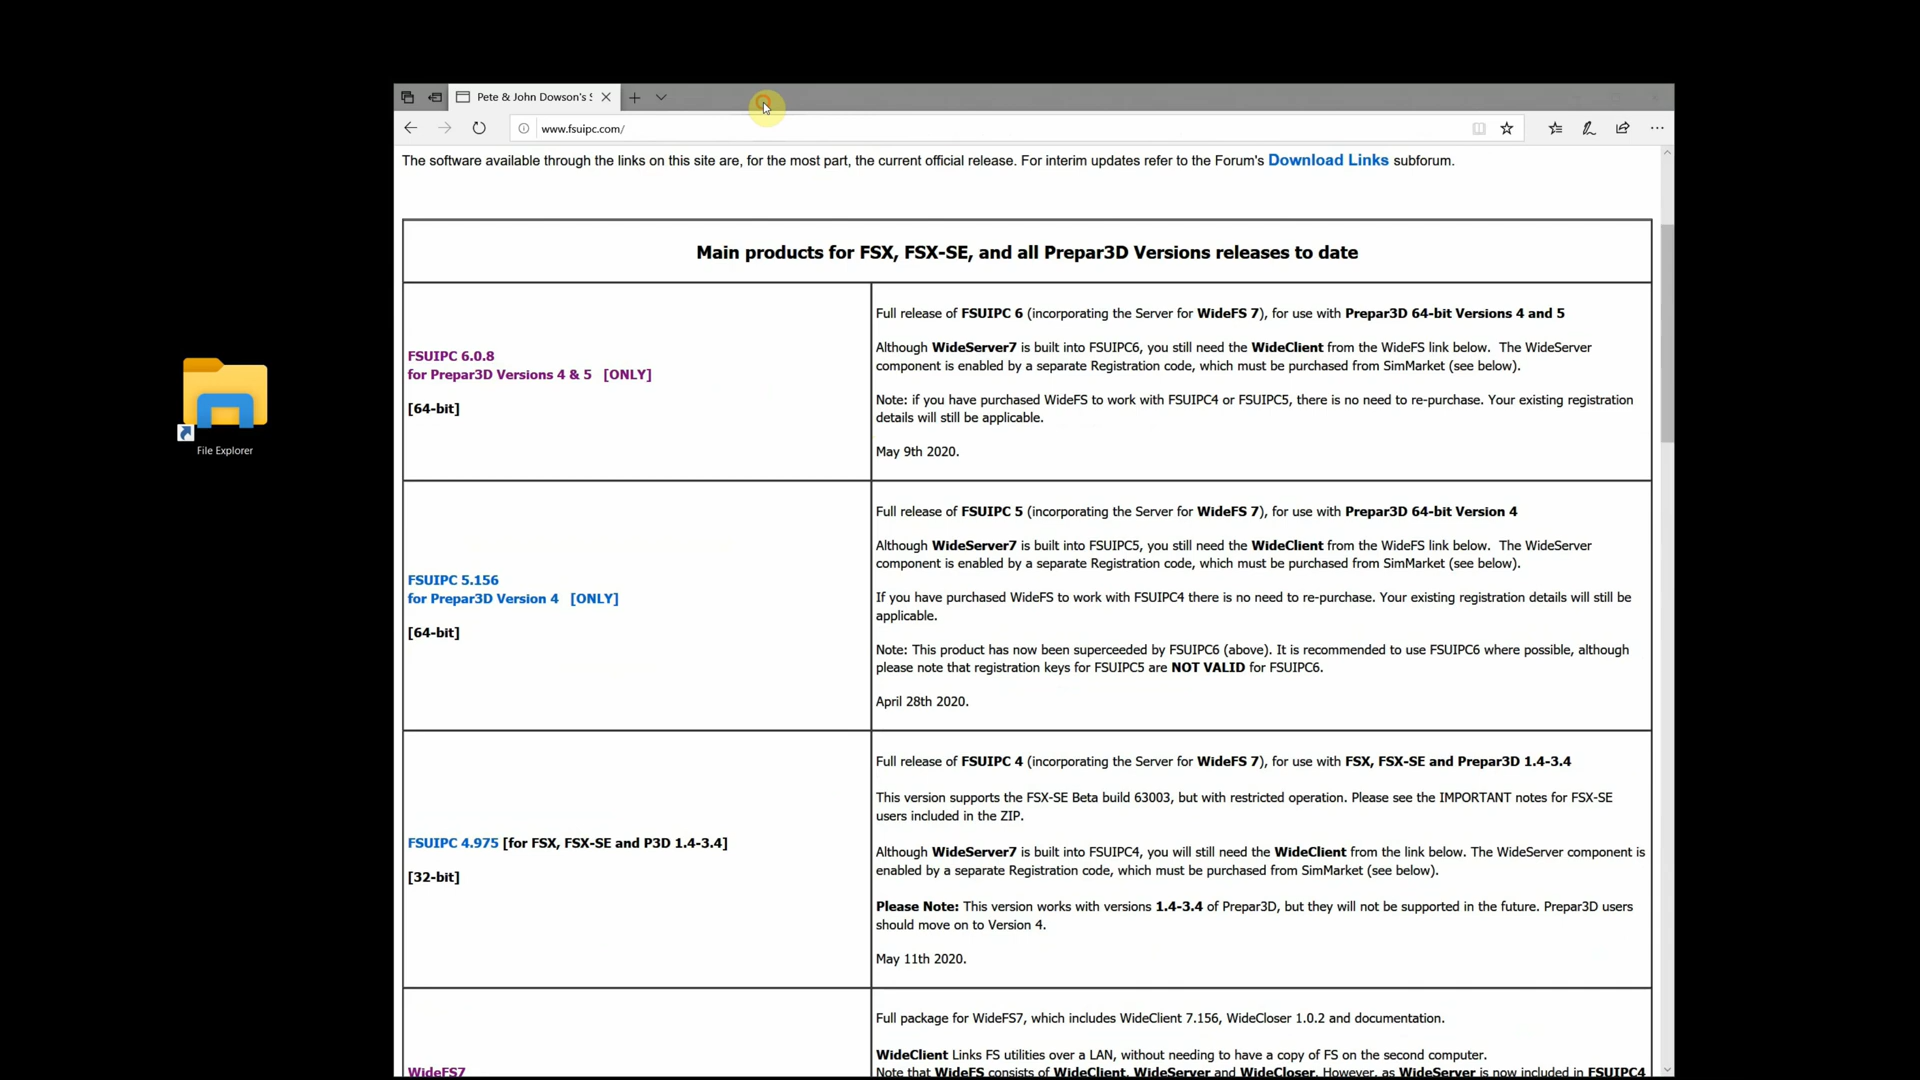 Pete & John Dowson's S
www.fsuipc.com/
The software available through the links on this site are, for the most part, the current official release. For interim updates refer to the Forum's Download Links subforum.
Main products for FSX, FSX-SE, and all Prepar3D Versions releases to date
FSUIPC 6.0.8
for Prepar3D Versions 4 & 5 [ONLY]
[64-bit]
Full release of FSUIPC 6 (incorporating the Server for WideFS 7), for use with Prepar3D 64-bit Versions 4 and 5
Although WideServer7 is built into FSUIPC6, you still need the WideClient from the WideFS link below. The WideServer
component is enabled by a separate Registration code, which must be purchased from SimMarket (see below).
Note: if you have purchased WideFS to work with FSUIPC4 or FSUIPC5, there is no need to re-purchase. Your existing registration
details will still be applicable.
May 9th 2020.
File Explorer
FSUIPC 5.156
for Prepar3D Version 4 [ONLY]
[64-bit]
Full release of FSUIPC 5 (incorporating the Server for WideFS 7), for use with Prepar3D 64-bit Version 4
Although WideServer7 is built into FSUIPC5, you still need the WideClient from the WideFS link below. The WideServer
component is enabled by a separate Registration code, which must be purchased from SimMarket (see below).
If you have purchased WideFS to work with FSUIPC4 there is no need to re-purchase. Your existing registration details will still be
applicable.
Note: This product has now been superceeded by FSUIPC6 (above). It is recommended to use FSUIPC6 where possible, although
please note that registration keys for FSUIPC5 are NOT VALID for FSUIPC6.
April 28th 2020.
FSUIPC 4.975 [for FSX, FSX-SE and P3D 1.4-3.4]
[32-bit]
Full release of FSUIPC 4 (incorporating the Server for WideFS 7), for use with FSX, FSX-SE and Prepar3D 1.4-3.4
This version supports the FSX-SE Beta build 63003, but with restricted operation. Please see the IMPORTANT notes for FSX-SE
users included in the ZIP.
Although WideServer7 is built into FSUIPC4, you will still need the WideClient from the link below. The WideServer component is
enabled by a separate Registration code, which must be purchased from SimMarket (see below).
Please Note: This version works with versions 1.4-3.4 of Prepar3D, but they will not be supported in the future. Prepar3D users
should move on to Version 4.
May 11th 2020.
WideFS7
Full package for WideFS7, which includes WideClient 7.156, WideCloser 1.0.2 and documentation.
WideClient Links FS utilities over a LAN, without needing to have a copy of FS on the second computer.
Note that WideFS consists of WideClient, WideServer and WideCloser. However, as WideServer is now included in FSUIPC4